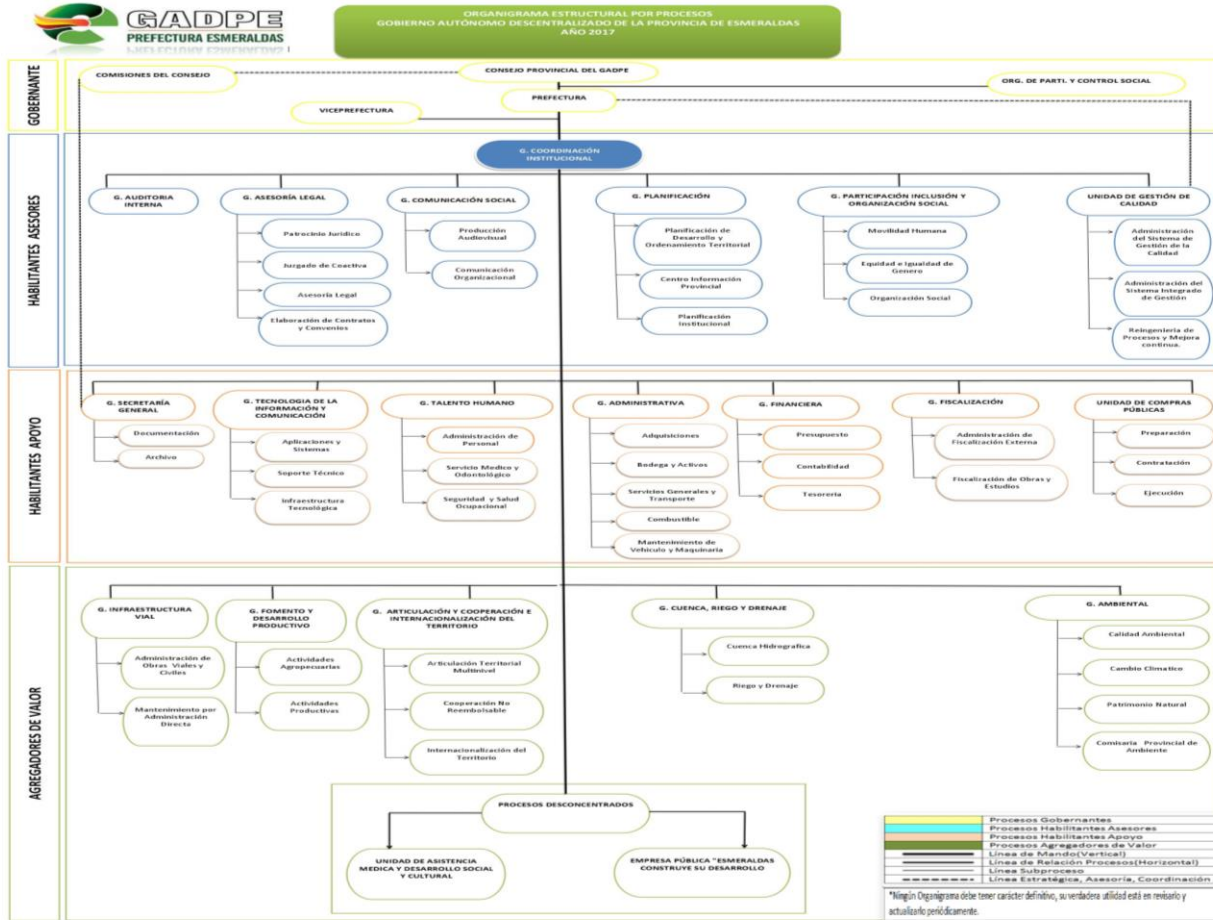 GADPE
PREFECTURA ESMERALDAS
ORGANIGRAMA ESTRUCTURAL POR PROCESOS
GOBIERNO AUTÓNOMO DESCENTRALIZADO DE LA PROVINCIA DE ESMERALDAS
AÑO 2017
GOBERNANTE
COMISIONES DEL CONSEJO
CONSEJO PROVINCIAL DEL GADPE
ORG. DE PARTI. Y CONTROL SOCIAL
PREFECTURA
VICEPREFECTURA
HABILITANTES ASESORES
G. COORDINACIÓN
INSTITUCIONAL
G. AUDITORIA
INTERNA
G. ASESORÍA LEGAL
Patrocinio Jurídico
Jurgado de Coactiva
Asesoría Legal
Elaboración de Contratos
y Convenios
G. COMUNICACIÓN SOCIAL
Producción
Audiovisual
Comunicación
Organizacional
G. PLANIFICACIÓN
Planificación de
Desarrollo y
Ordenamiento Territorial
Centro Información
Provincial
Planificación
Institucional
G. PARTICIPACIÓN INCLUSIÓN Y
ORGANIZACIÓN SOCIAL
Movilidad Humana
Equidad e Igualdad de
Genero
Organización Social
UNIDAD DE GESTIÓN DE
CALIDAD
Administración
del Sistema de
Gestión de la
Calidad
Administración del
Sistema Integrado
de Gestión
Reingeniería de
Procesos y Mejora
continua.
HABILITANTES APOYO
G. SECRETARÍA
GENERAL
Documentación
Archivo
G. TECNOLOGIA DE LA
INFORMACIÓN Y
COMUNICACIÓN
Aplicaciones y
Sistemas
Soporte Técnico
Infraestructura
Tecnológica
G. TALENTO HUMANO
Administración de
Personal
Servicio Medico y
Odontológico
Seguridad y Salud
Ocupacional
G. ADMINISTRATIVA
Adquisiciones
Bodega y Activos
Servicios Generales y
Transporte
Combustible
Mantenimiento de
Vehiculo y Maquinaria
G. FINANCIERA
Presupuesto
Contabilidad
Tesoreria
G. FISCALIZACIÓN
Administración de
Fiscalización Externa
Fiscalización de Obras y
Estudios
UNIDAD DE COMPRAS
PÚBLICAS
Preparación
Contratación
Ejecución
AGREGADORES DE VALOR
G. INFRAESTRUCTURA
VIAL
Administración de
Obras Viales y
Civiles
Mantenimiento por
Administración
Directa
G. FOMENTO Y
DESARROLLO
PRODUCTIVO
Actividades
Agropecuarias
Actividades
Productivas
G. ARTICULACIÓN Y COOPERACIÓN E
INTERNACIONALIZACIÓN DEL
TERRITORIO
Articulación Territorial
Multinivel
Cooperación No
Reembolsable
Internacionalización del
Territorio
G. CUENCA, RIEGO Y DRENAJE
Cuenca Hidrografica
Riego y Drenaje
G. AMBIENTAL
Calidad Ambiental
Cambio Climatico
Patrimonio Natural
Comisaria Provincial de
Ambiente
PROCESOS DESCONCENTRADOS
UNIDAD DE ASISTENCIA
MEDICA Y DESARROLLO SOCIAL
Y CULTURAL
EMPRESA PÚBLICA "ESMERALDAS
CONSTRUYE SU DESARROLLO
Procesos Gobernantes
Procesos Habilitantes Asesores
Procesos Habilitantes Apoyo
Procesos Agregadores de Valor
Línea de Mando(Vertical)
Línea de Relación Procesos(Horizontal)
Línea Subproceso
Línea Estratégica, Asesoría, Coordinación
*Ningún Organigrama debe tener carácter definitivo, su verdadera utilidad está en revisarlo y
actualizarlo periódicamente.